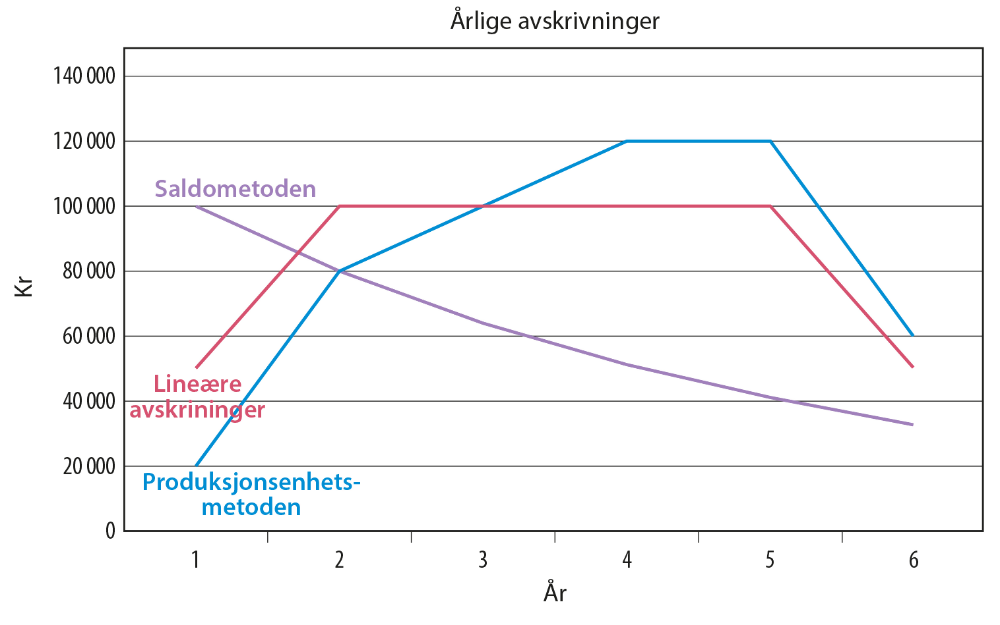 Årlige avskrivninger
140 000
120 000
Saldometoden
100 000
80 000
Kr
60 000
Lineære
avskrininger
40 000
20 000
Produksjonsenhets-
metoden
0
1 2 3 4 5 6
År